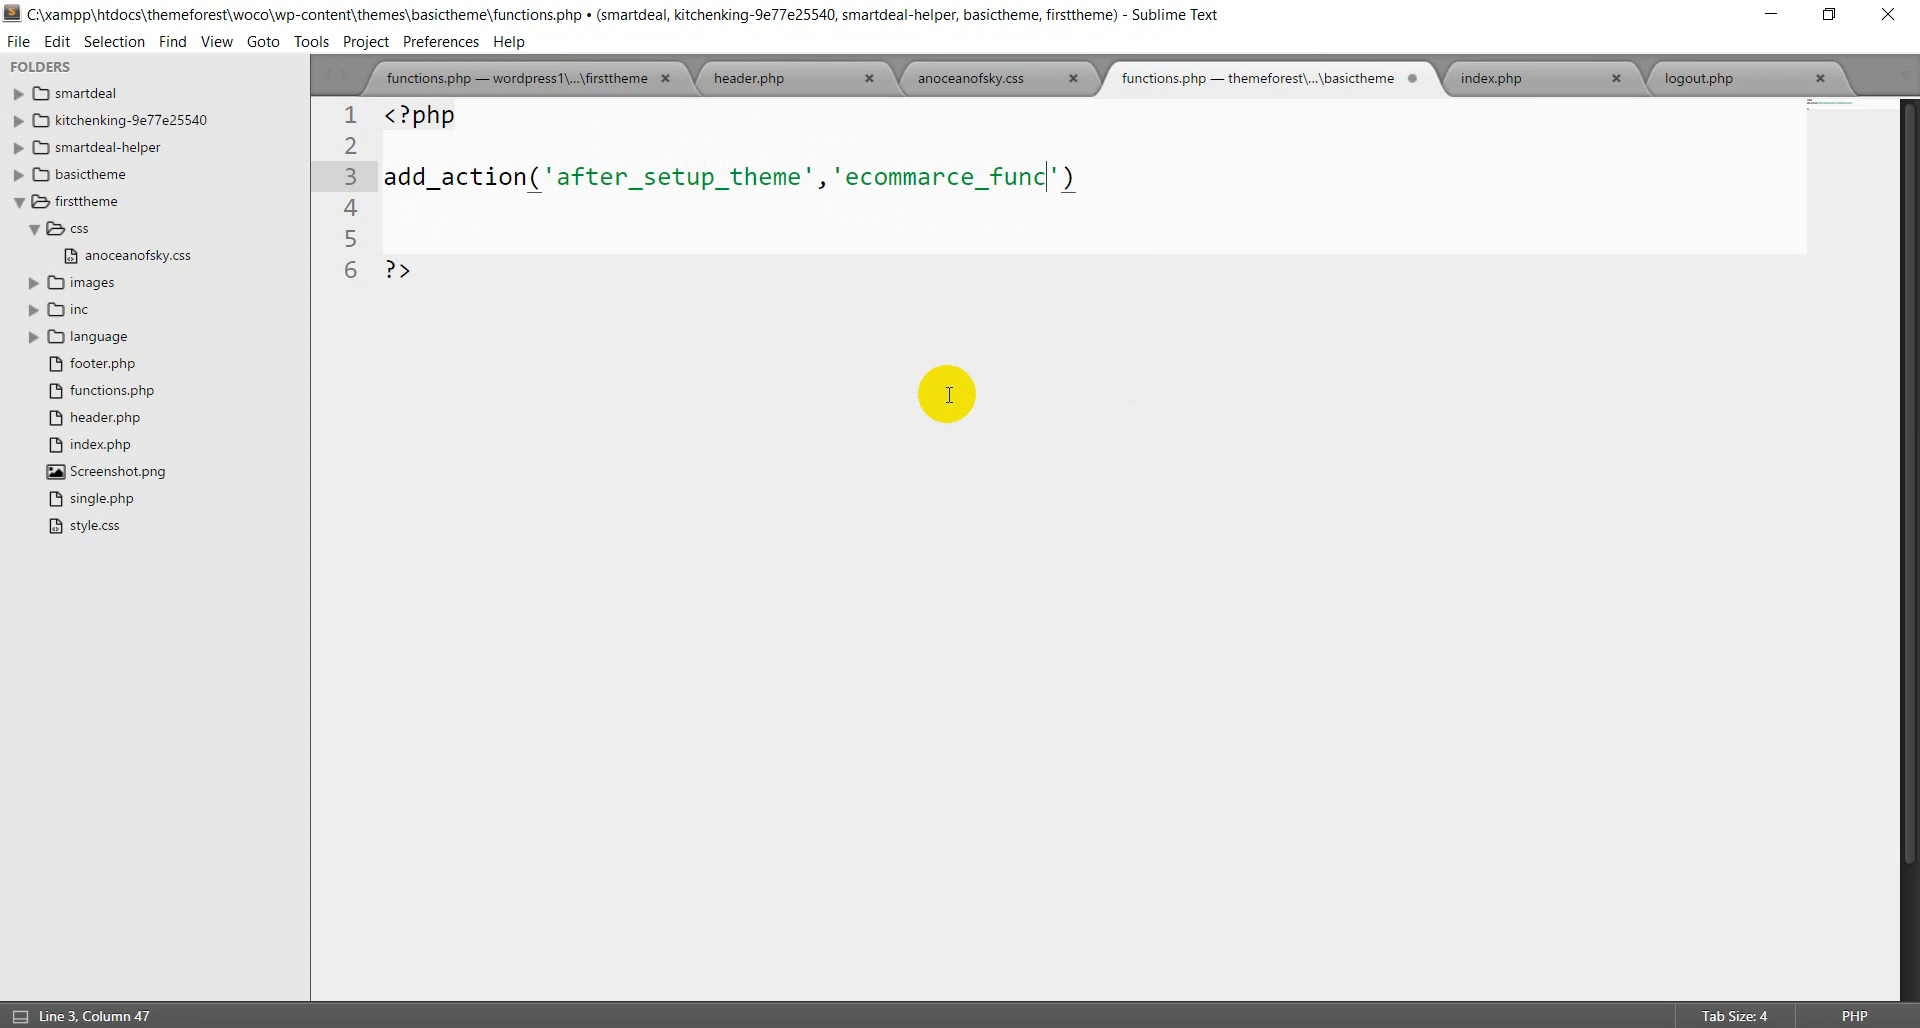 C:\xampp\htdocs\themeforest\woco\wp-content\themes\basictheme\functions.php • (smartdeal, kitchenking-9e77e25540, smartdeal-helper, basictheme, firsttheme) - Sublime Text
File Edit Selection Find View Goto Tools Project Preferences Help
FOLDERS
smartdeal
kitchenking-9e77e25540
smartdeal-helper
basictheme
firsttheme
css
anoceanofsky.css
images
inc
language
footer.php
functions.php
header.php
index.php
Screenshot.png
single.php
style.css
functions.php — wordpress1\...\firsttheme
header.php
anoceanofsky.css
functions.php — themeforest\...\basictheme
index.php
logout.php
1 <?php
2
3 add_action('after_setup_theme','ecommarce_func')
4
5
6 ?>
Line 3, Column 47
Tab Size: 4
PHP